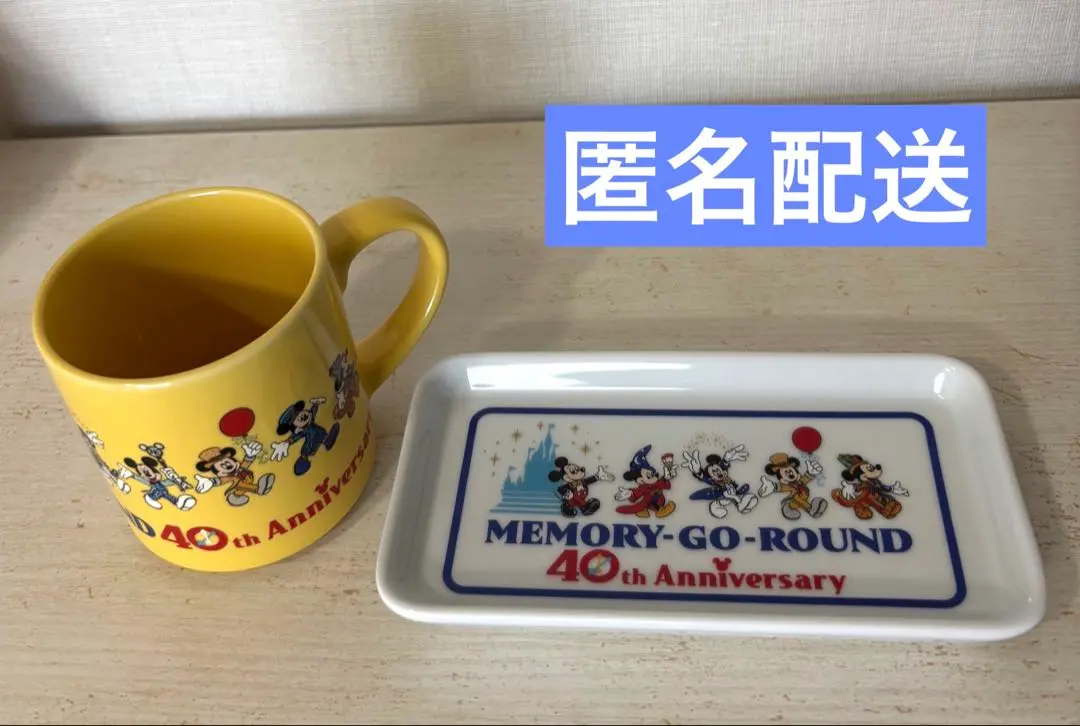 匿名配送
D 40th Anniversary
MEMORY-GO-ROUND
40th Anniversary